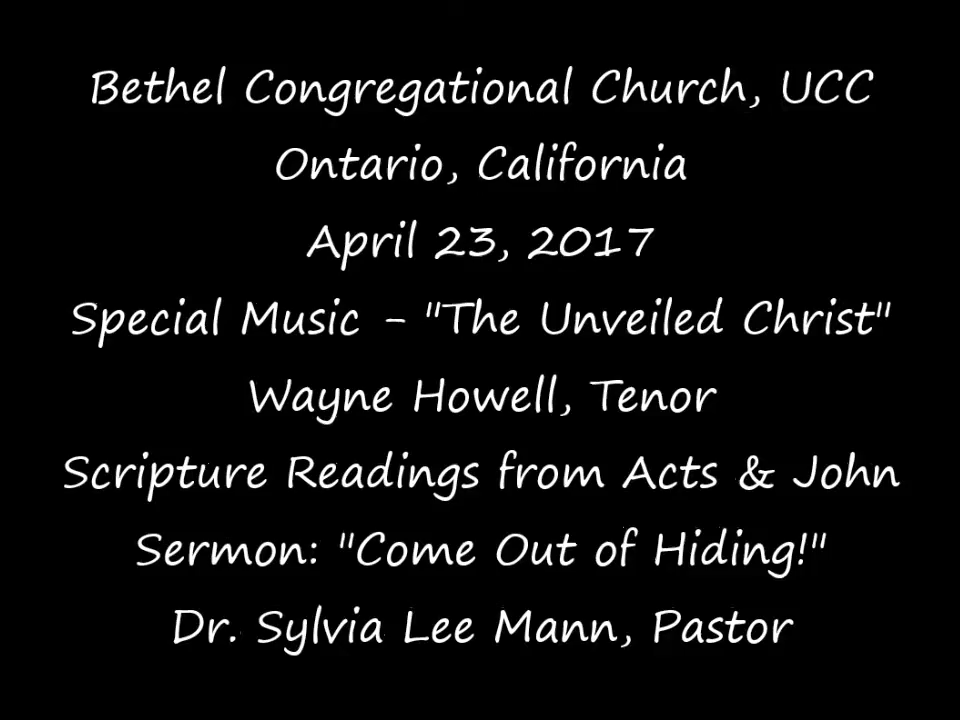 Bethel Congregational Church, UCC
Ontario, California
April 23, 2017
Special Music - "The Unveiled Christ"
Wayne Howell, Tenor
Scripture Readings from Acts & John
Sermon: "Come Out of Hiding!"
Dr. Sylvia Lee Mann, Pastor